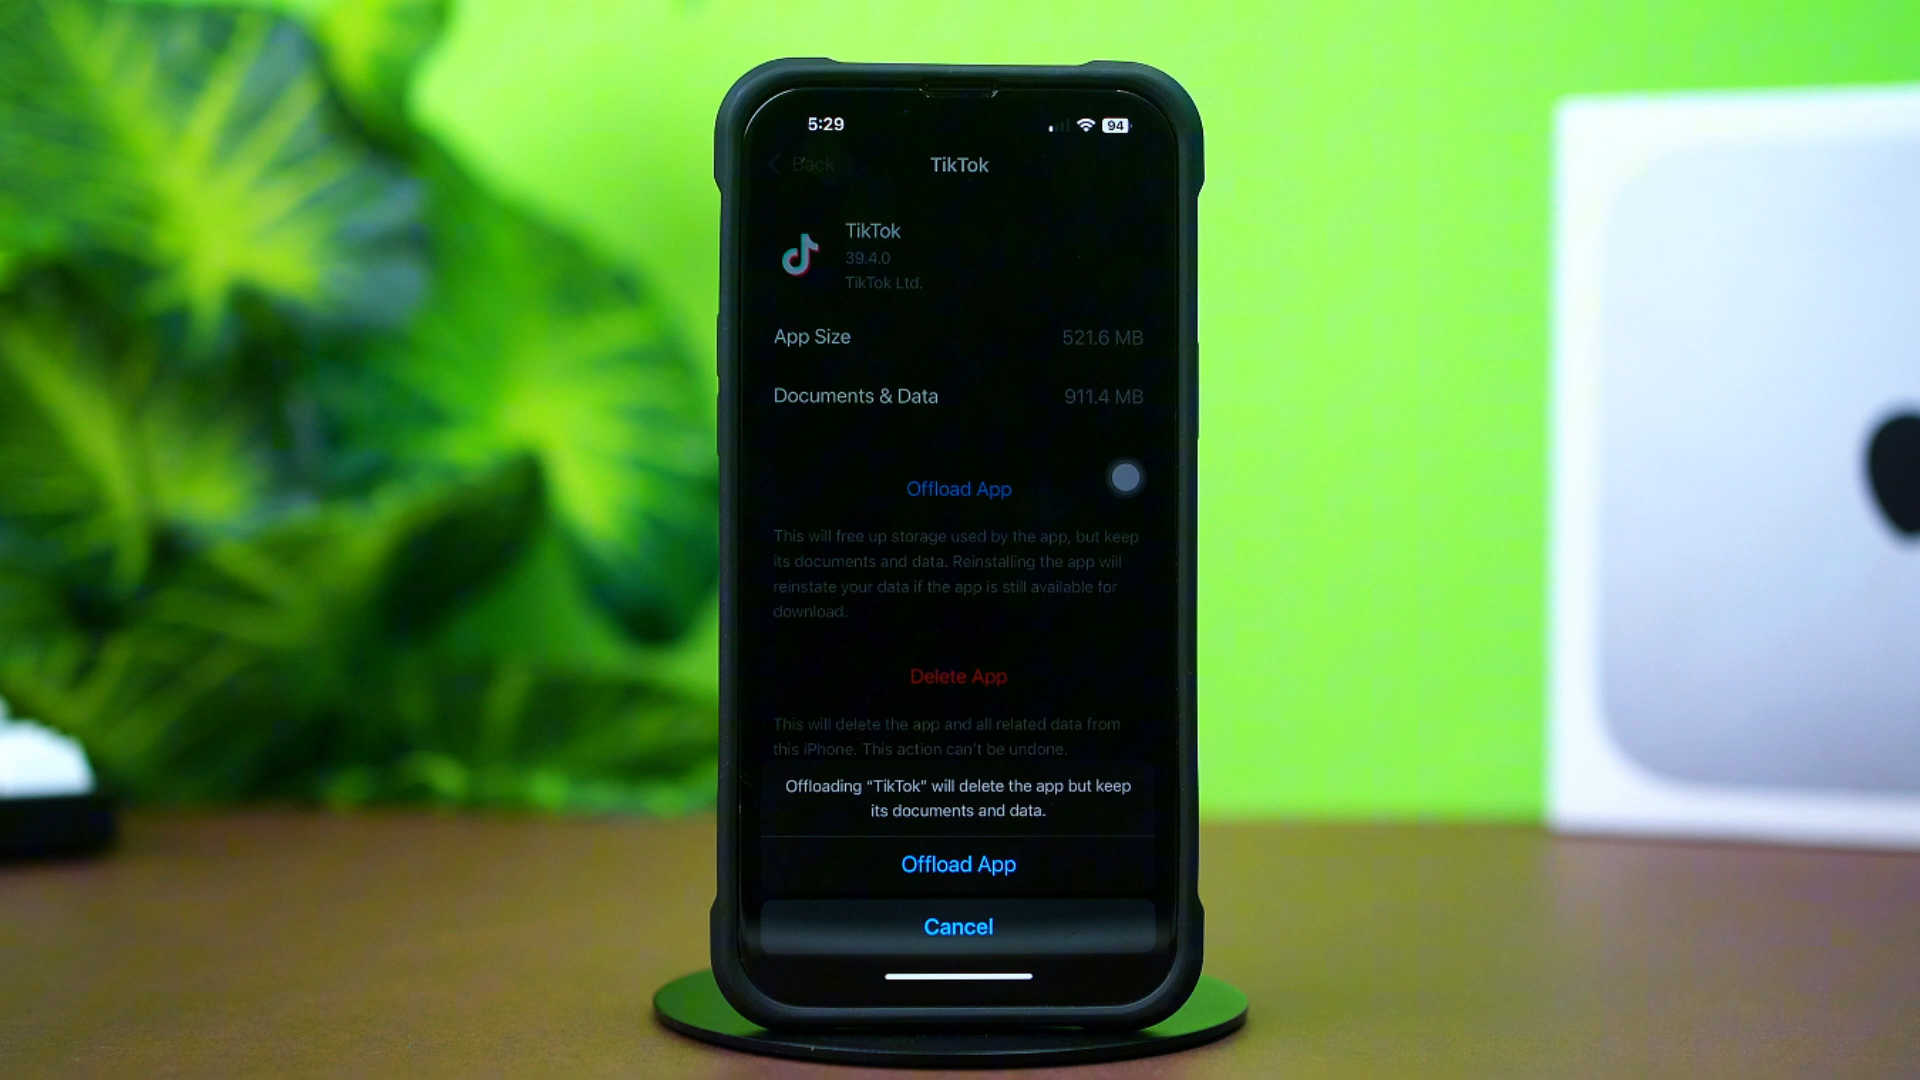 5:29
94
Back
TikTok
TikTok
39.4.0
TikTok Ltd.
App Size 521.6 MB
Documents & Data 911.4 MB
Offload App
This will free up storage used by the app, but keep
its documents and data. Reinstalling the app will
reinstate your data if the app is still available for
download.
Delete App
This will delete the app and all related data from
this iPhone. This action can't be undone.
Offloading “TikTok” will delete the app but keep
its documents and data.
Offload App
Cancel